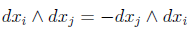 dx_i ∧ dx_j = −dx_j ∧ dx_i